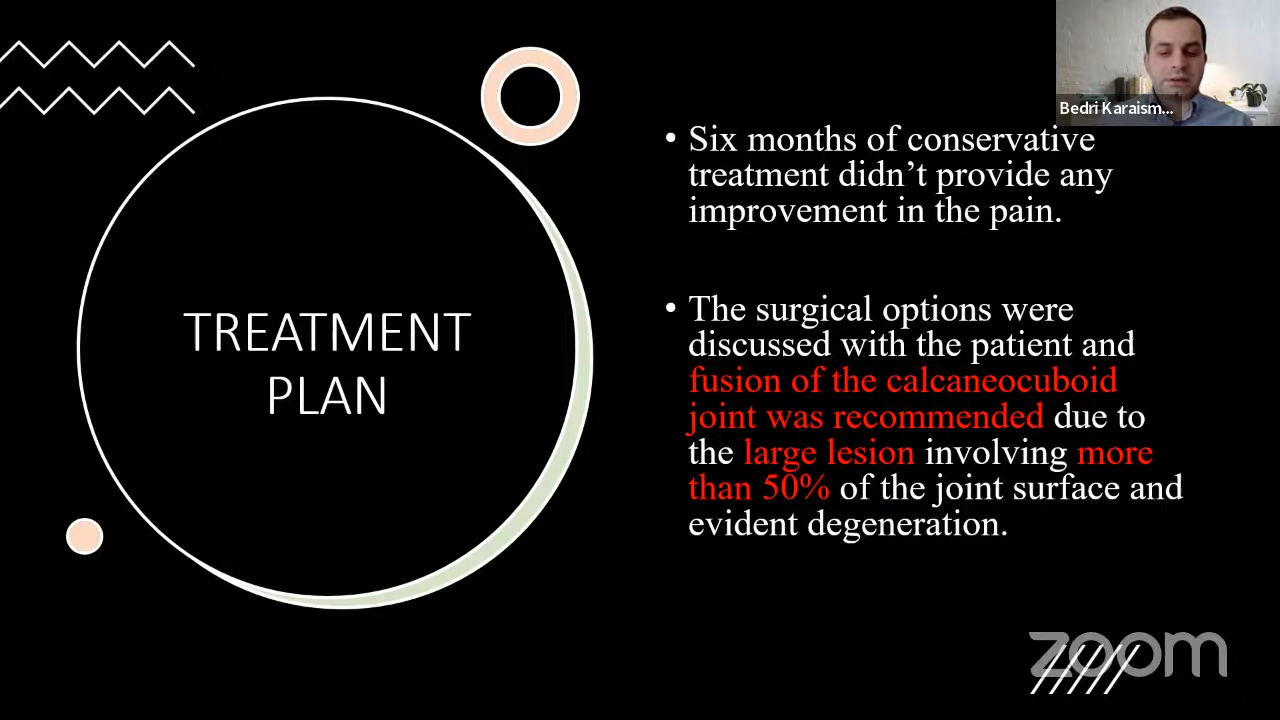 Bedri Karaism...
TREATMENT
PLAN
• Six months of conservative
treatment didn’t provide any
improvement in the pain.
• The surgical options were
discussed with the patient and
fusion of the calcaneocuboid
joint was recommended due to
the large lesion involving more
than 50% of the joint surface and
evident degeneration.
zoom